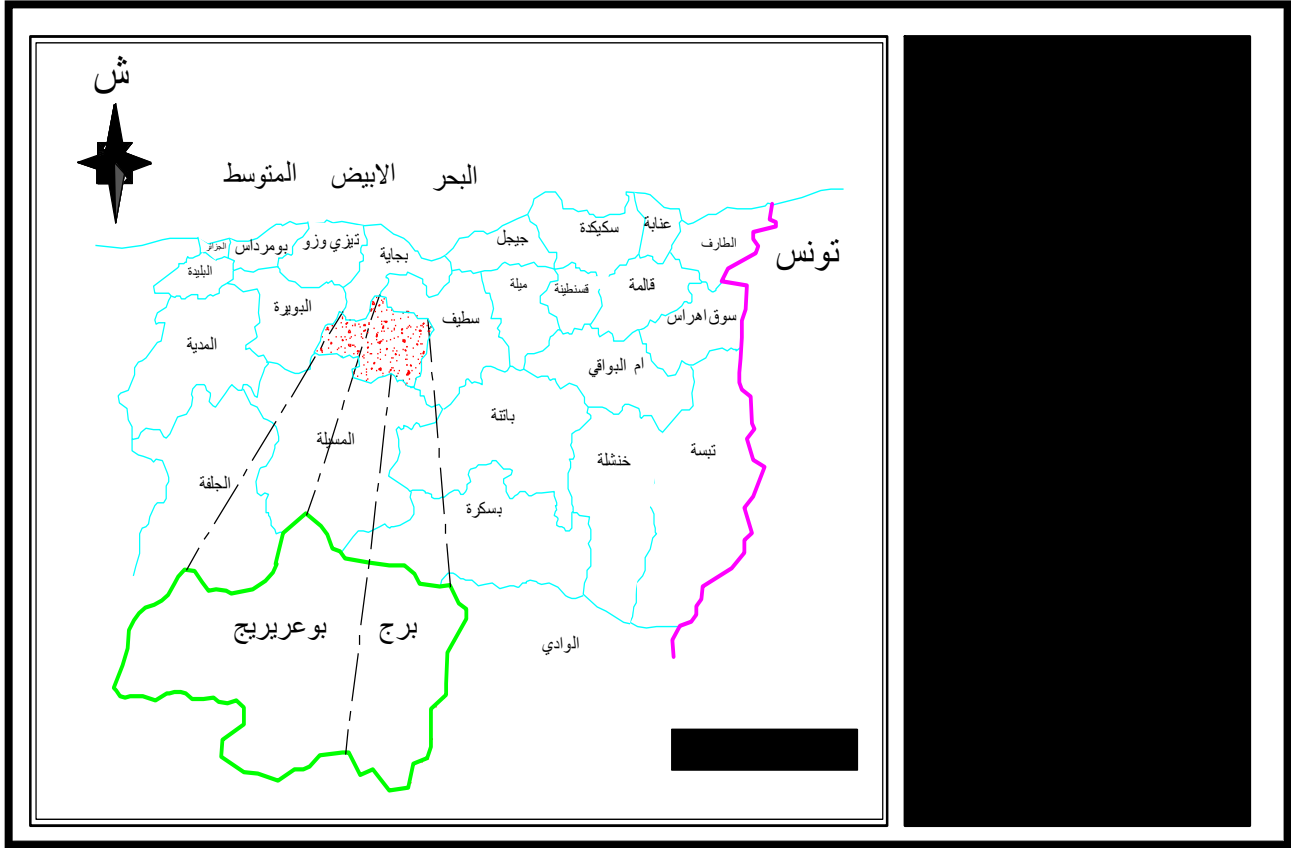 ش
البحر الابيض المتوسط
تونس
الطارف
عنابة
سكيكدة
جيجل
بجاية
تيزي وزو
بومرداس
الجزائر
البليدة
قالمة
قسنطينة
ميلة
سطيف
البويرة
المدية
سوق اهراس
ام البواقي
باتنة
المسيلة
تبسة
خنشلة
الجلفة
بسكرة
برج بوعريريج
الوادي